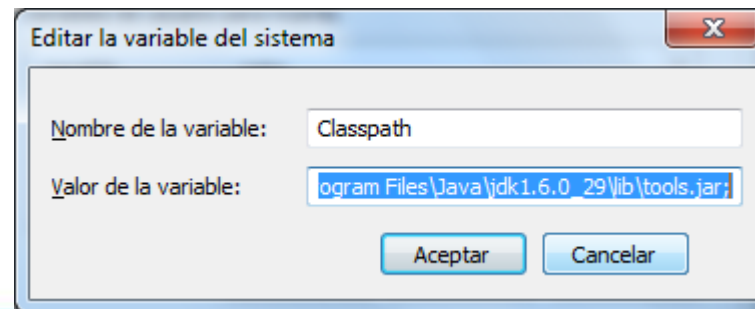 Editar la variable del sistema
Nombre de la variable: Classpath
Valor de la variable: ogram Files\Java\jdk1.6.0_29\lib\tools.jar;
Aceptar Cancelar